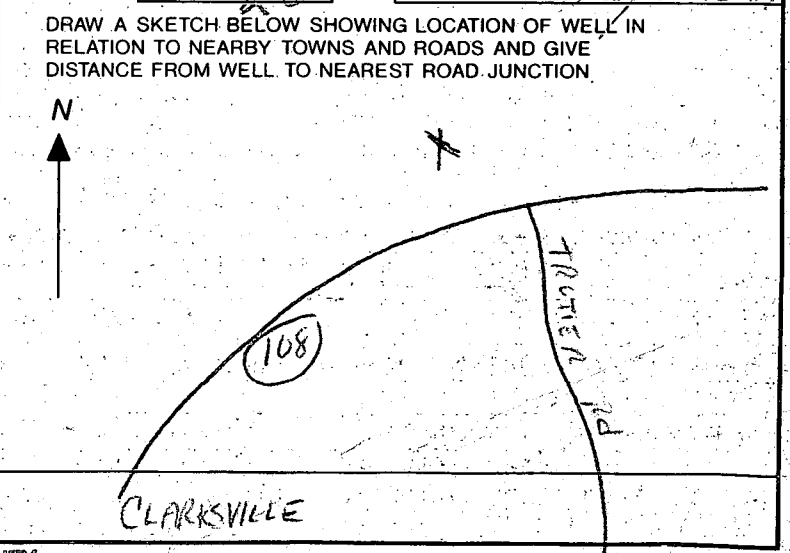 DRAW A SKETCH BELOW SHOWING LOCATION OF WELL IN
RELATION TO NEARBY TOWNS AND ROADS AND GIVE
DISTANCE FROM WELL TO NEAREST ROAD JUNCTION
N
108
Rd
CLARKSVILLE